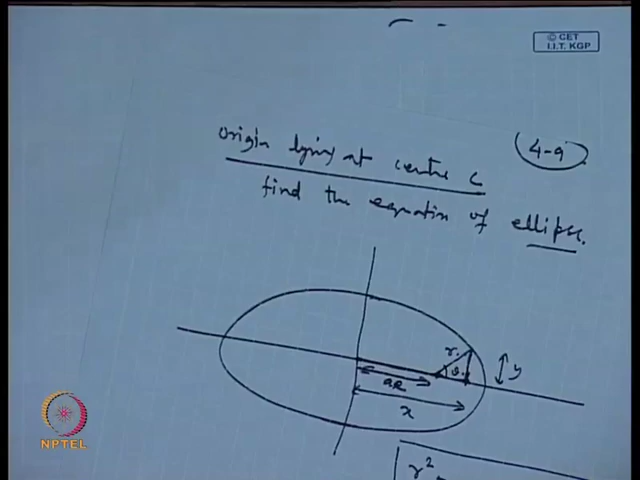 © CET
I.I.T. KGP
4-9
origin lying at centre C
find the equation of ellipse.
r
θ
y
ae
x
r²
NPTEL